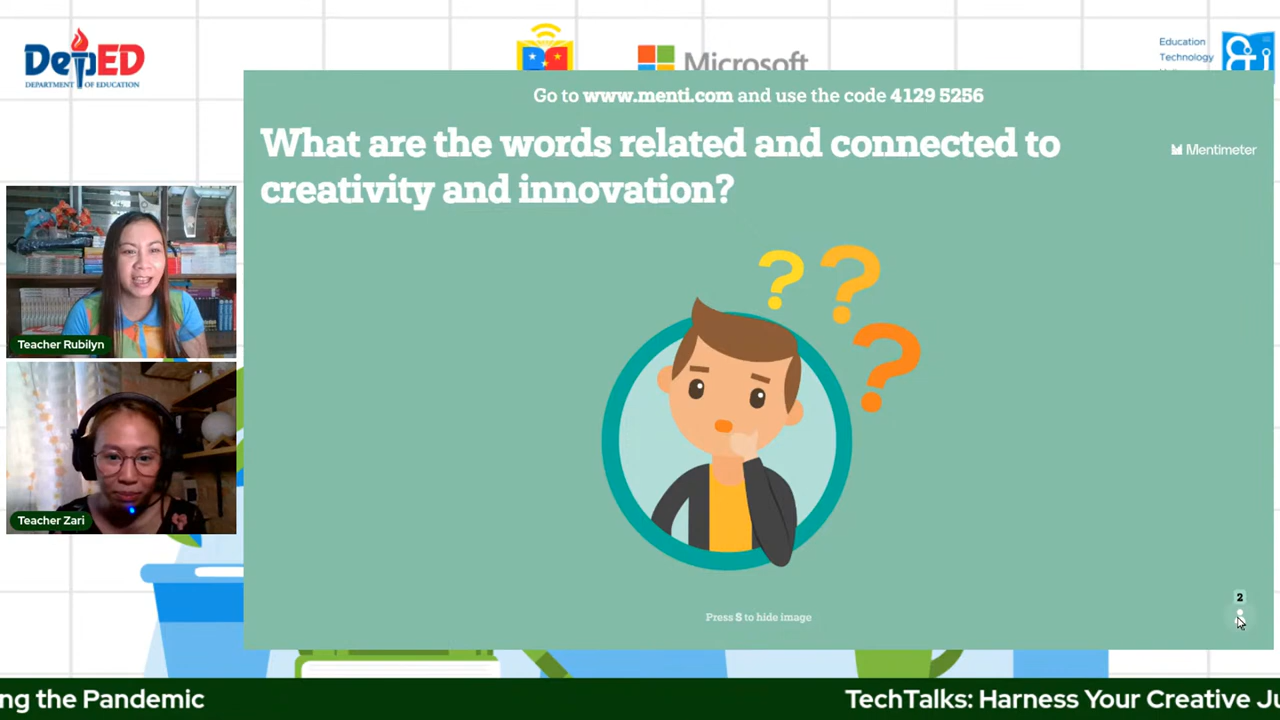 DepED
DEPARTMENT OF EDUCATION
Microsoft
Education
Technology
Go to www.menti.com and use the code 4129 5256
What are the words related and connected to
creativity and innovation?
Mentimeter
? ? ?
Teacher Rubilyn
Teacher Zari
2
Press S to hide image
ng the Pandemic
TechTalks: Harness Your Creative Ju